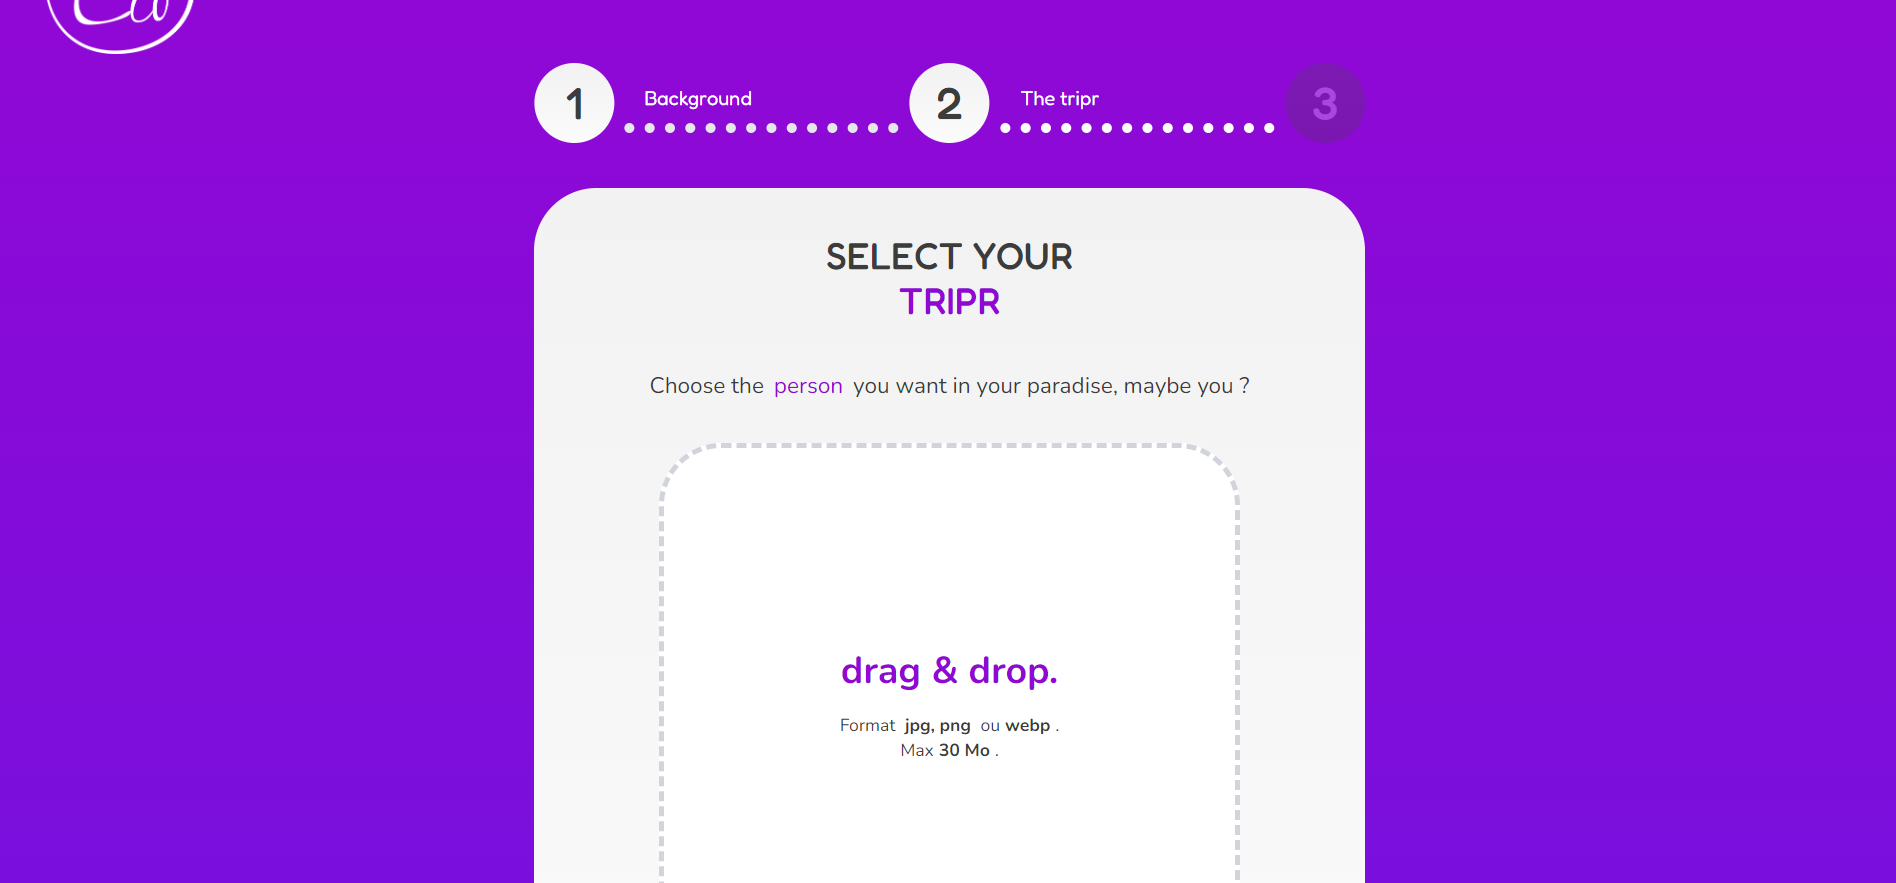 1
Background
2
The tripr
3
SELECT YOUR
TRIPR
Choose the person you want in your paradise, maybe you ?
drag & drop.
Format jpg, png ou webp .
Max 30 Mo .